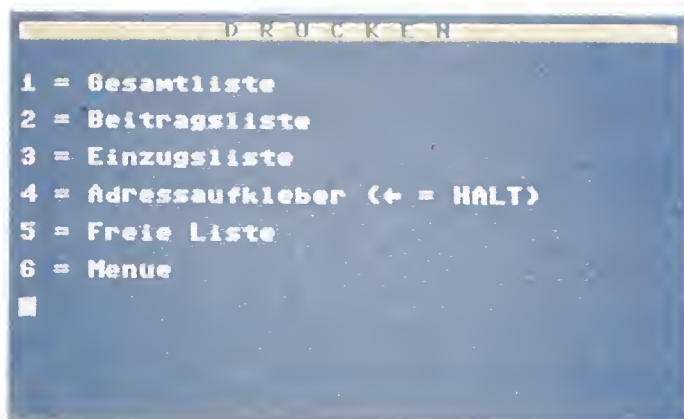 D R U C K E N
1 = Gesamtliste
2 = Beitragsliste
3 = Einzugsliste
4 = Adressaufkleber (← = HALT)
5 = Freie Liste
6 = Menue